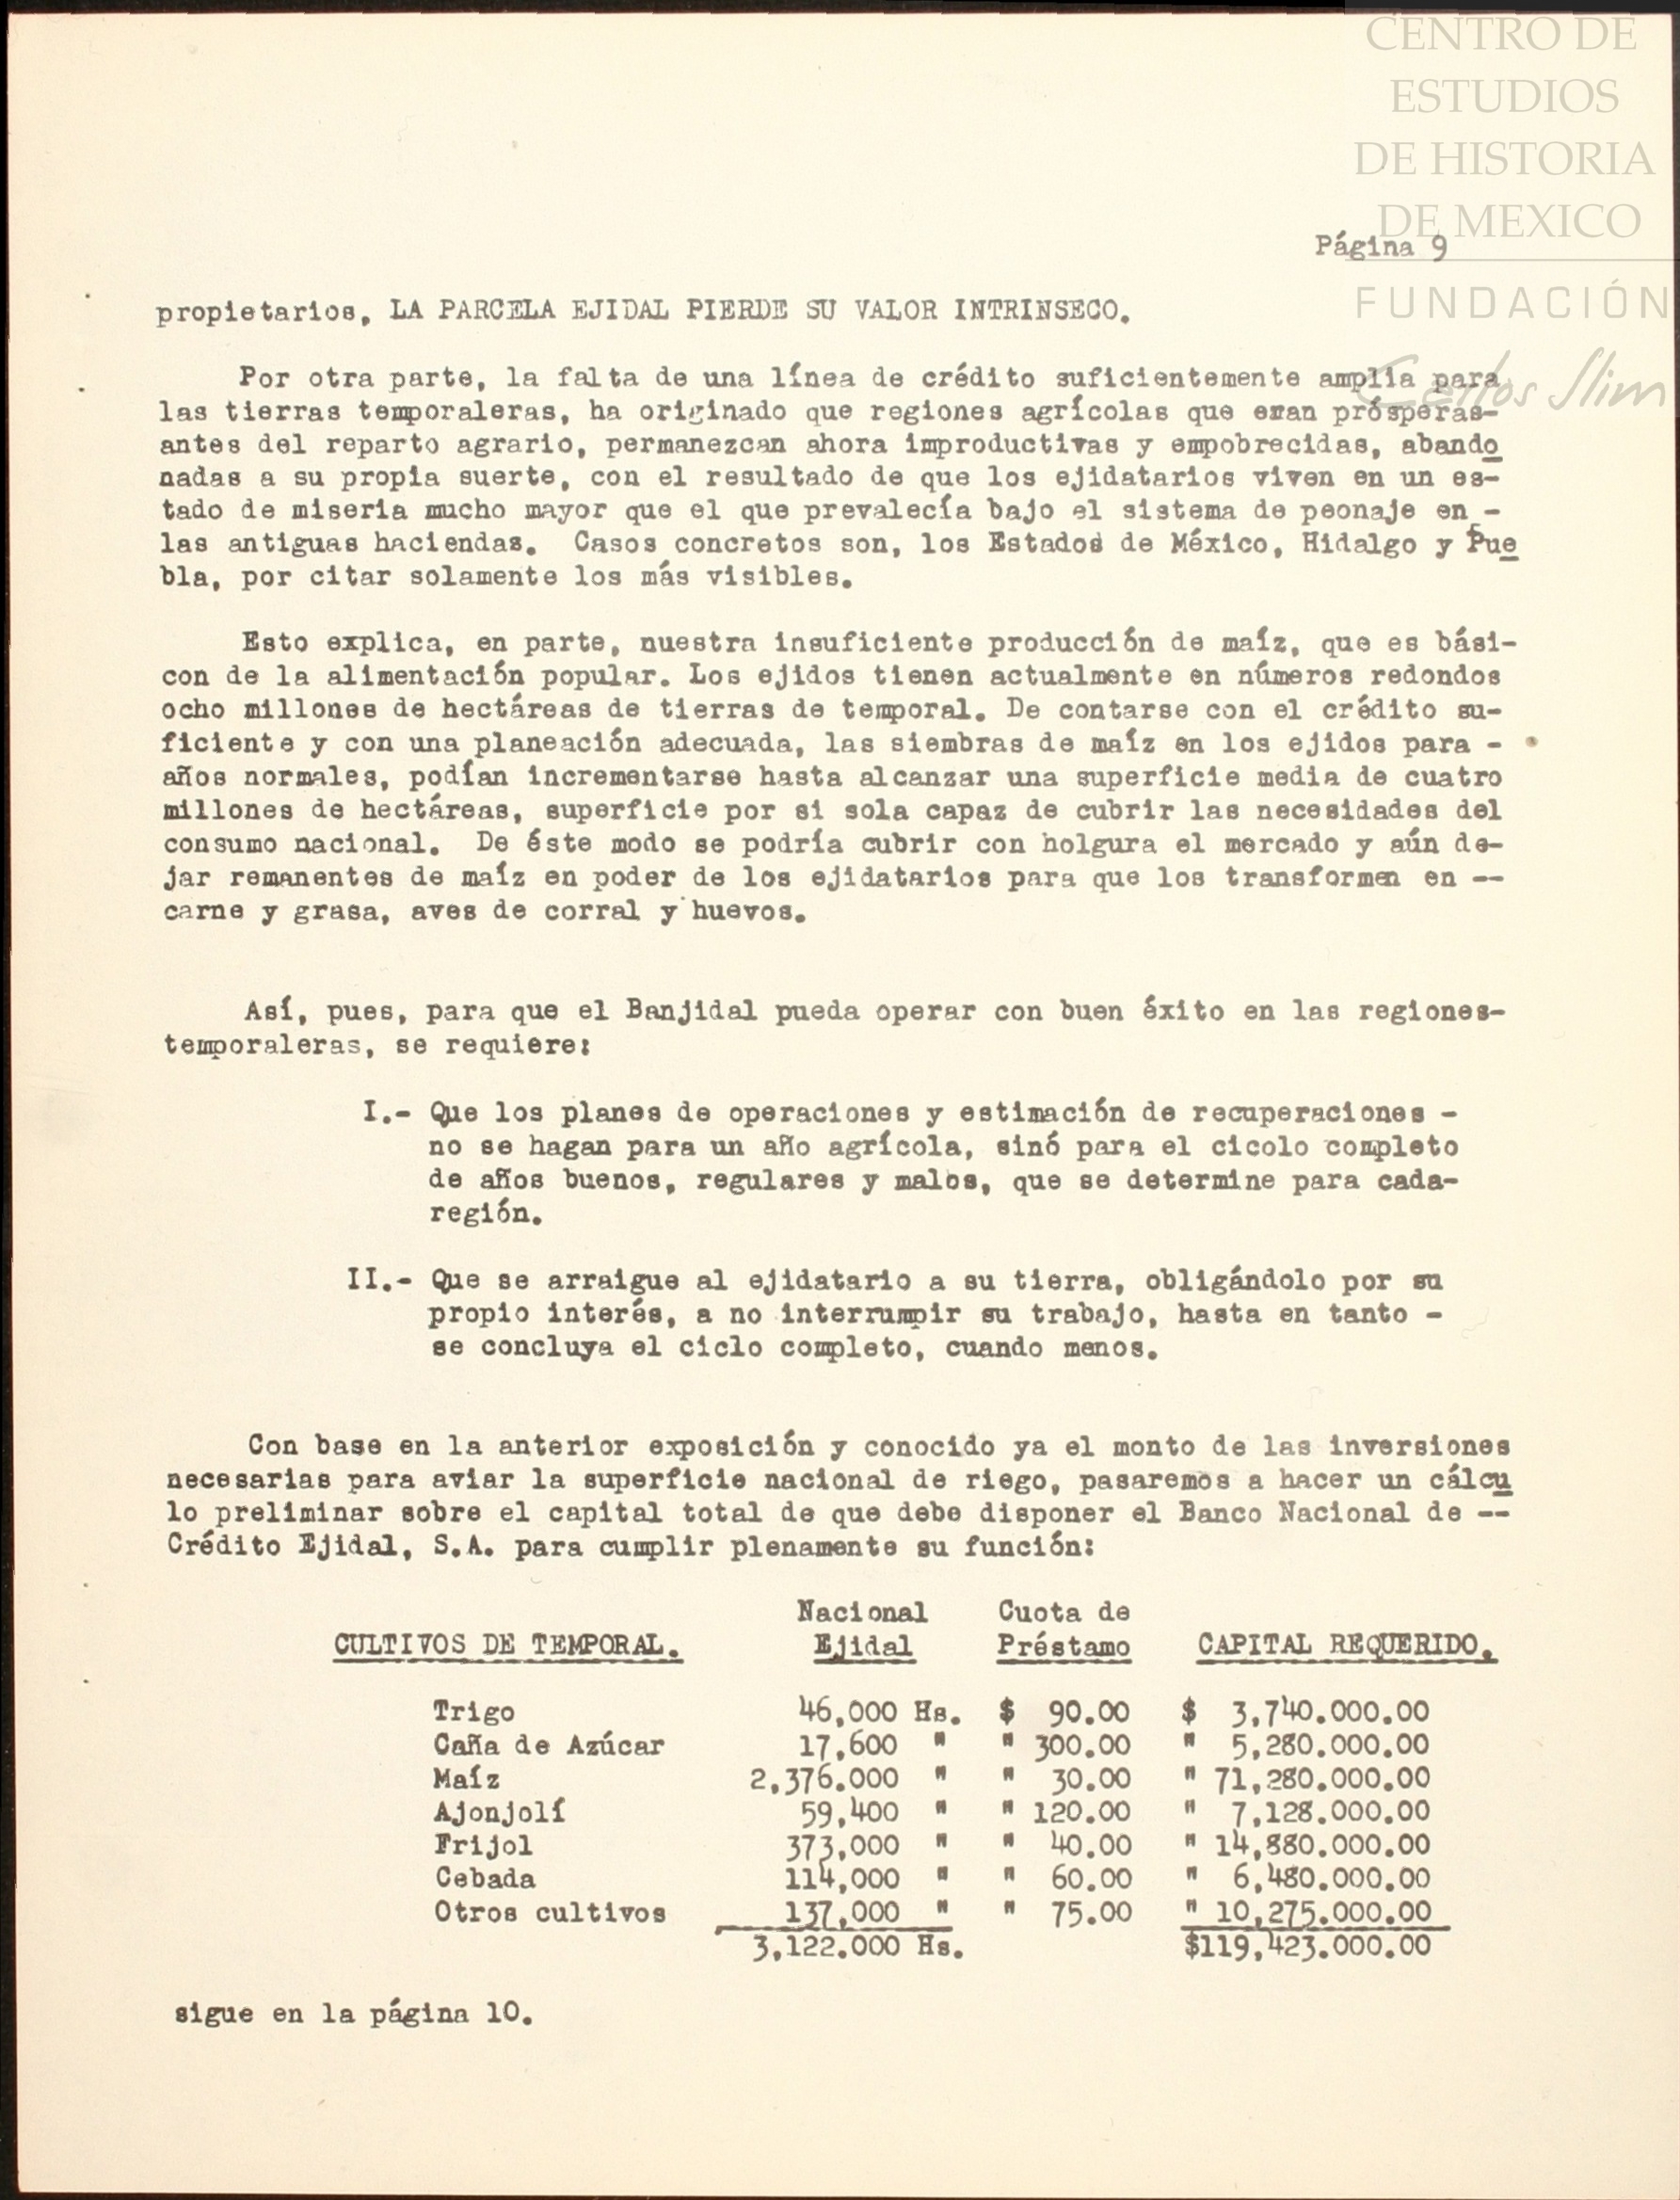 CENTRO DE
ESTUDIOS
DE HISTORIA
DE MEXICO
FUNDACIÓN
Carlos Slim
Página 9
propietarios, LA PARCELA EJIDAL PIERDE SU VALOR INTRINSECO.
Por otra parte, la falta de una línea de crédito suficientemente amplia para
las tierras temporaleras, ha originado que regiones agrícolas que eran prósperas-
antes del reparto agrario, permanezcan ahora improductivas y empobrecidas, abando
nadas a su propia suerte, con el resultado de que los ejidatarios viven en un es-
tado de miseria mucho mayor que el que prevalecía bajo el sistema de peonaje en -
las antiguas haciendas. Casos concretos son, los Estados de México, Hidalgo y Pue
bla, por citar solamente los más visibles.
Esto explica, en parte, nuestra insuficiente producción de maíz, que es bási-
con de la alimentación popular. Los ejidos tienen actualmente en números redondos
ocho millones de hectáreas de tierras de temporal. De contarse con el crédito su-
ficiente y con una planeación adecuada, las siembras de maíz en los ejidos para -
años normales, podían incrementarse hasta alcanzar una superficie media de cuatro
millones de hectáreas, superficie por si sola capaz de cubrir las necesidades del
consumo nacional. De éste modo se podría cubrir con holgura el mercado y aún de-
jar remanentes de maíz en poder de los ejidatarios para que los transformen en --
carne y grasa, aves de corral y huevos.
Así, pues, para que el Banjidal pueda operar con buen éxito en las regiones-
temporaleras, se requiere:
I.- Que los planes de operaciones y estimación de recuperaciones -
no se hagan para un año agrícola, sinó para el cicolo completo
de años buenos, regulares y malos, que se determine para cada-
región.
II.- Que se arraigue al ejidatario a su tierra, obligándolo por su
propio interés, a no interrumpir su trabajo, hasta en tanto -
se concluya el ciclo completo, cuando menos.
Con base en la anterior exposición y conocido ya el monto de las inversiones
necesarias para aviar la superficie nacional de riego, pasaremos a hacer un cálcu
lo preliminar sobre el capital total de que debe disponer el Banco Nacional de --
Crédito Ejidal, S.A. para cumplir plenamente su función:
Nacional Cuota de
CULTIVOS DE TEMPORAL. Ejidal Préstamo CAPITAL REQUERIDO.
Trigo 46,000 Hs. $ 90.00 $ 3,740.000.00
Caña de Azúcar 17,600 " " 300.00 " 5,280.000.00
Maíz 2,376.000 " " 30.00 " 71,280.000.00
Ajonjolí 59,400 " " 120.00 " 7,128.000.00
Frijol 373,000 " " 40.00 " 14,880.000.00
Cebada 114,000 " " 60.00 " 6,480.000.00
Otros cultivos 137,000 " " 75.00 " 10,275.000.00
3,122.000 Hs. $119,423.000.00
sigue en la página 10.